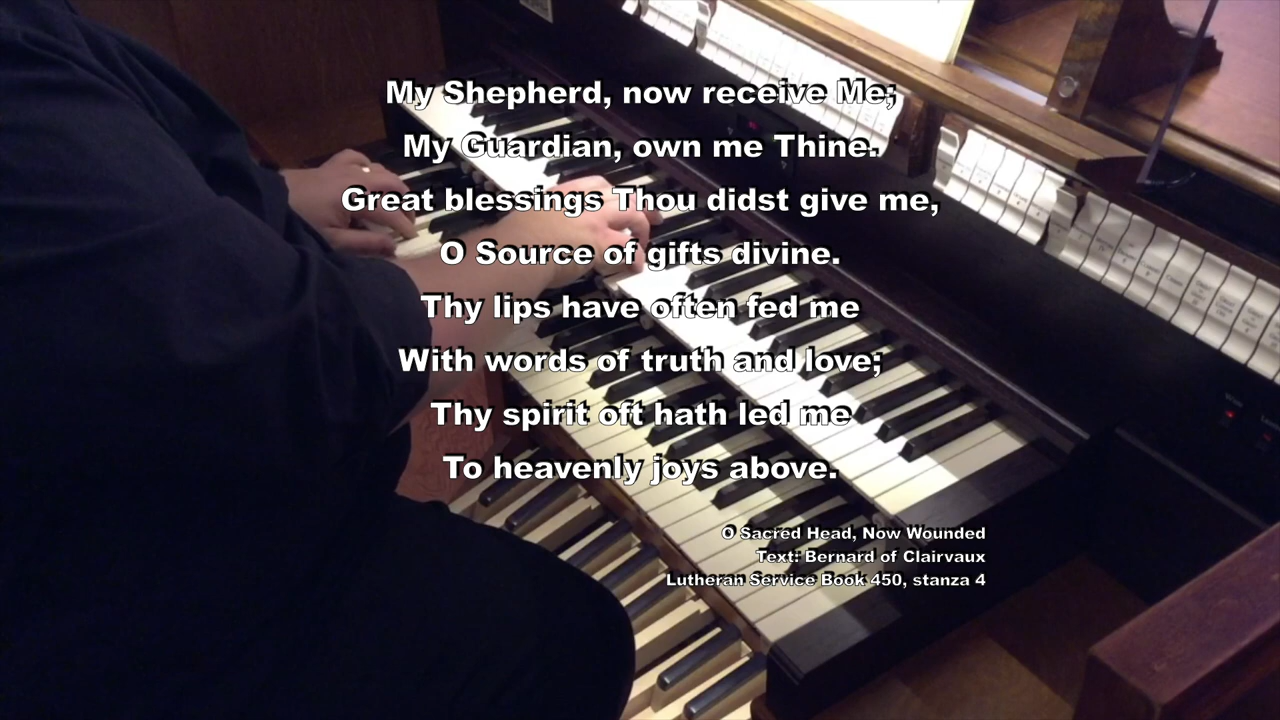 My Shepherd, now receive Me;
My Guardian, own me Thine.
Great blessings Thou didst give me,
O Source of gifts divine.
Thy lips have often fed me
With words of truth and love;
Thy spirit oft hath led me
To heavenly joys above.
O Sacred Head, Now Wounded
Text: Bernard of Clairvaux
Lutheran Service Book 450, stanza 4